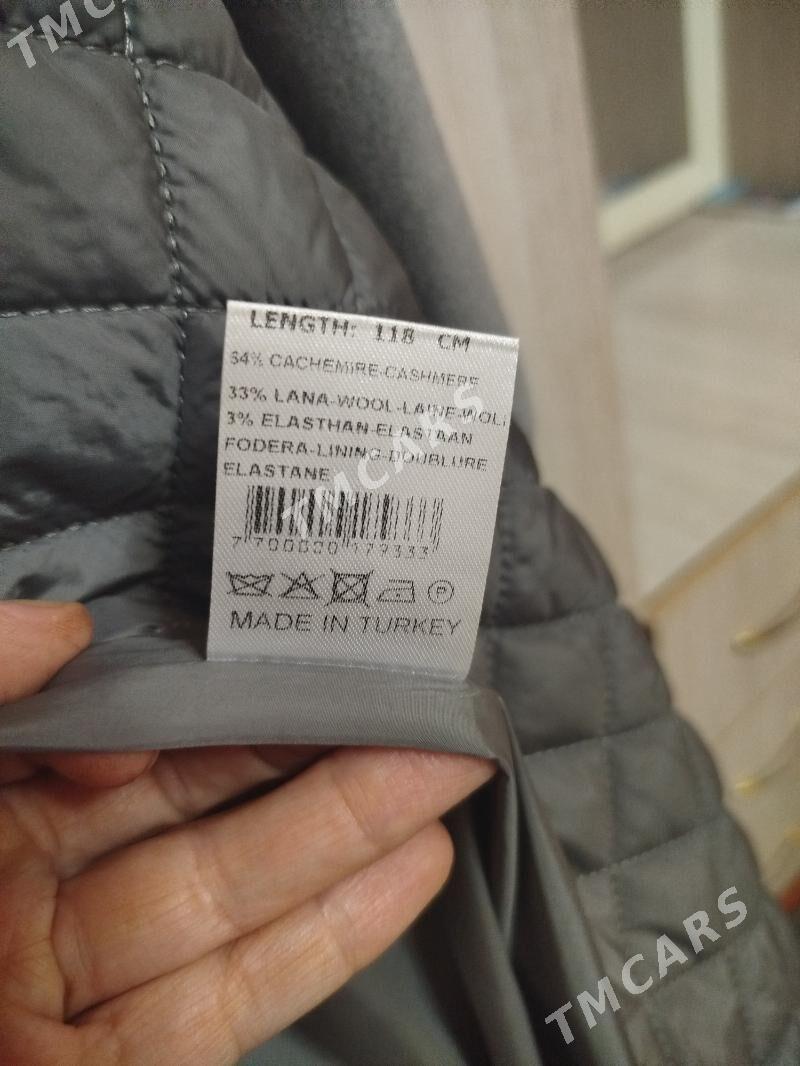 TMCARS
LENGTH: 118 CM
64% CACHEMIRE-CASHMERE
33% LANA-WOOL-LAINE-WOL
3% ELASTHAN-ELASTAAN
FODERA-LINING-DOUBLURE
ELASTANE
TMCARS
7 700000 179333
P
MADE IN TURKEY
TMCARS